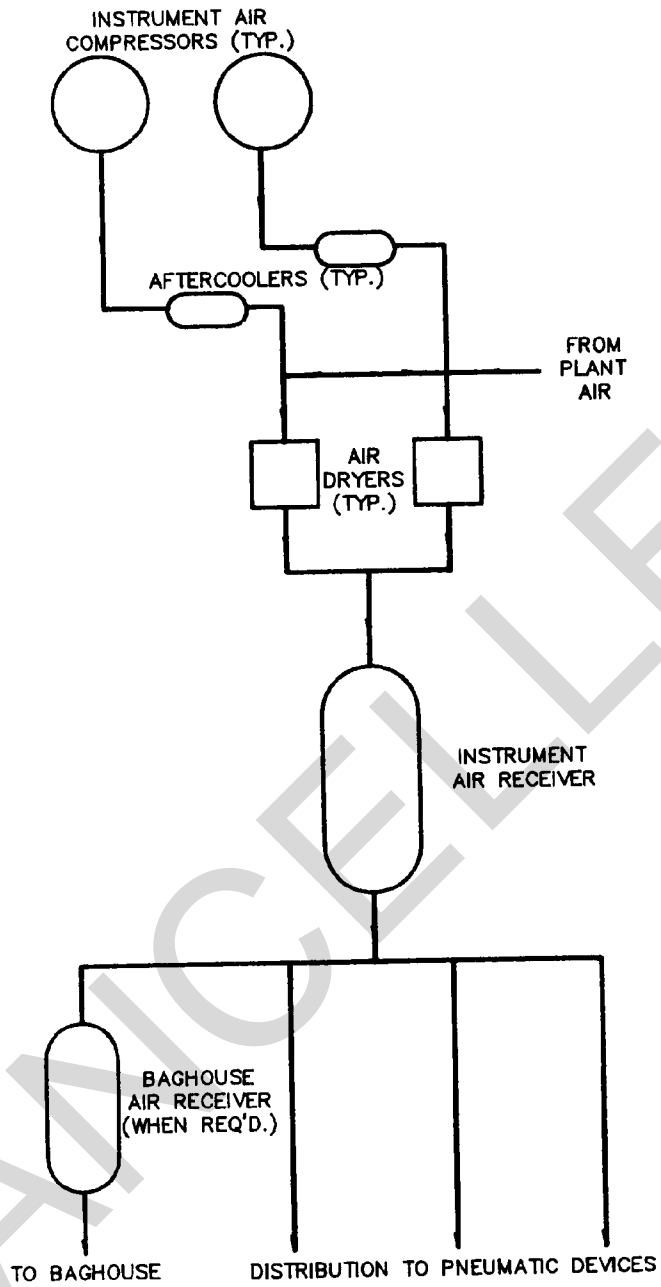 INSTRUMENT AIR
COMPRESSORS (TYP.)
AFTERCOOLERS (TYP.)
FROM
PLANT
AIR
AIR
DRYERS
(TYP.)
INSTRUMENT
AIR RECEIVER
BAGHOUSE
AIR RECEIVER
(WHEN REQ'D.)
TO BAGHOUSE
DISTRIBUTION TO PNEUMATIC DEVICES